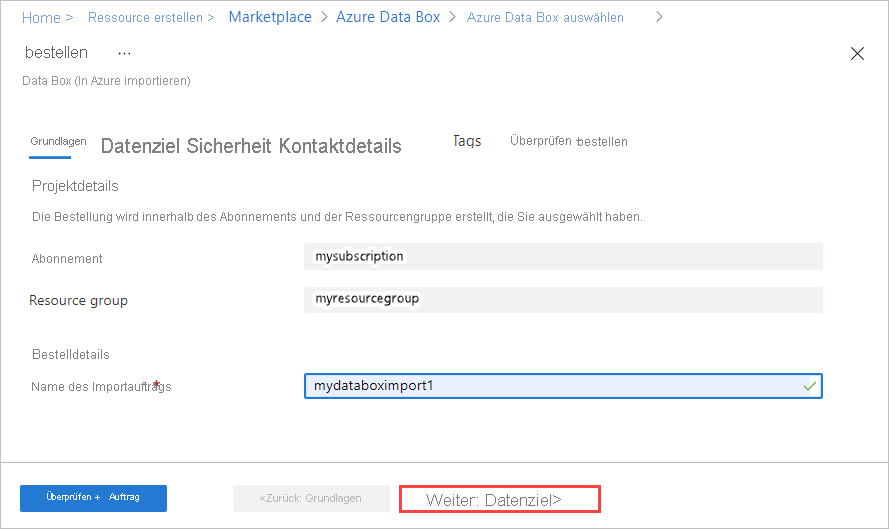 Home > Ressource erstellen > Marketplace > Azure Data Box > Azure Data Box auswählen >
bestellen ...
Data Box (In Azure importieren)
Grundlagen Datenziel Sicherheit Kontaktdetails Tags Überprüfen + bestellen
Projektdetails
Die Bestellung wird innerhalb des Abonnements und der Ressourcengruppe erstellt, die Sie ausgewählt haben.
Abonnement mysubscription
Resource group myresourcegroup
Bestelldetails
Name des Importauftrags * mydataboximport1
Überprüfen + Auftrag <Zurück: Grundlagen Weiter: Datenziel>